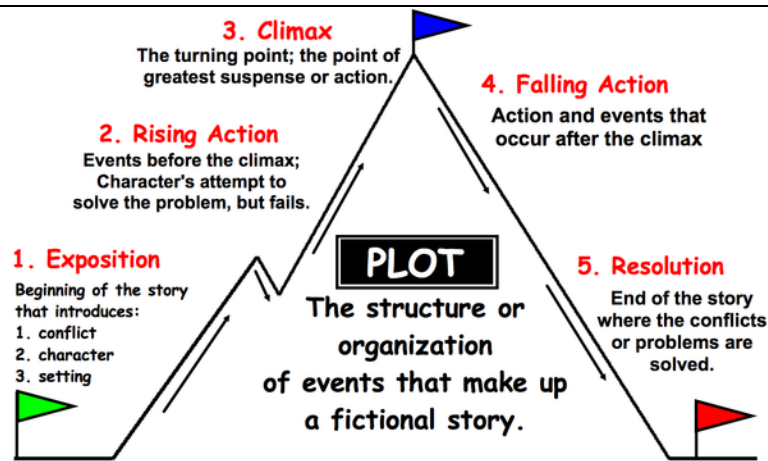 3. Climax
The turning point; the point of
greatest suspense or action.
4. Falling Action
Action and events that
occur after the climax
2. Rising Action
Events before the climax;
Character's attempt to
solve the problem, but fails.
1. Exposition
Beginning of the story
that introduces:
1. conflict
2. character
3. setting
PLOT
The structure or
organization
of events that make up
a fictional story.
5. Resolution
End of the story
where the conflicts
or problems are
solved.